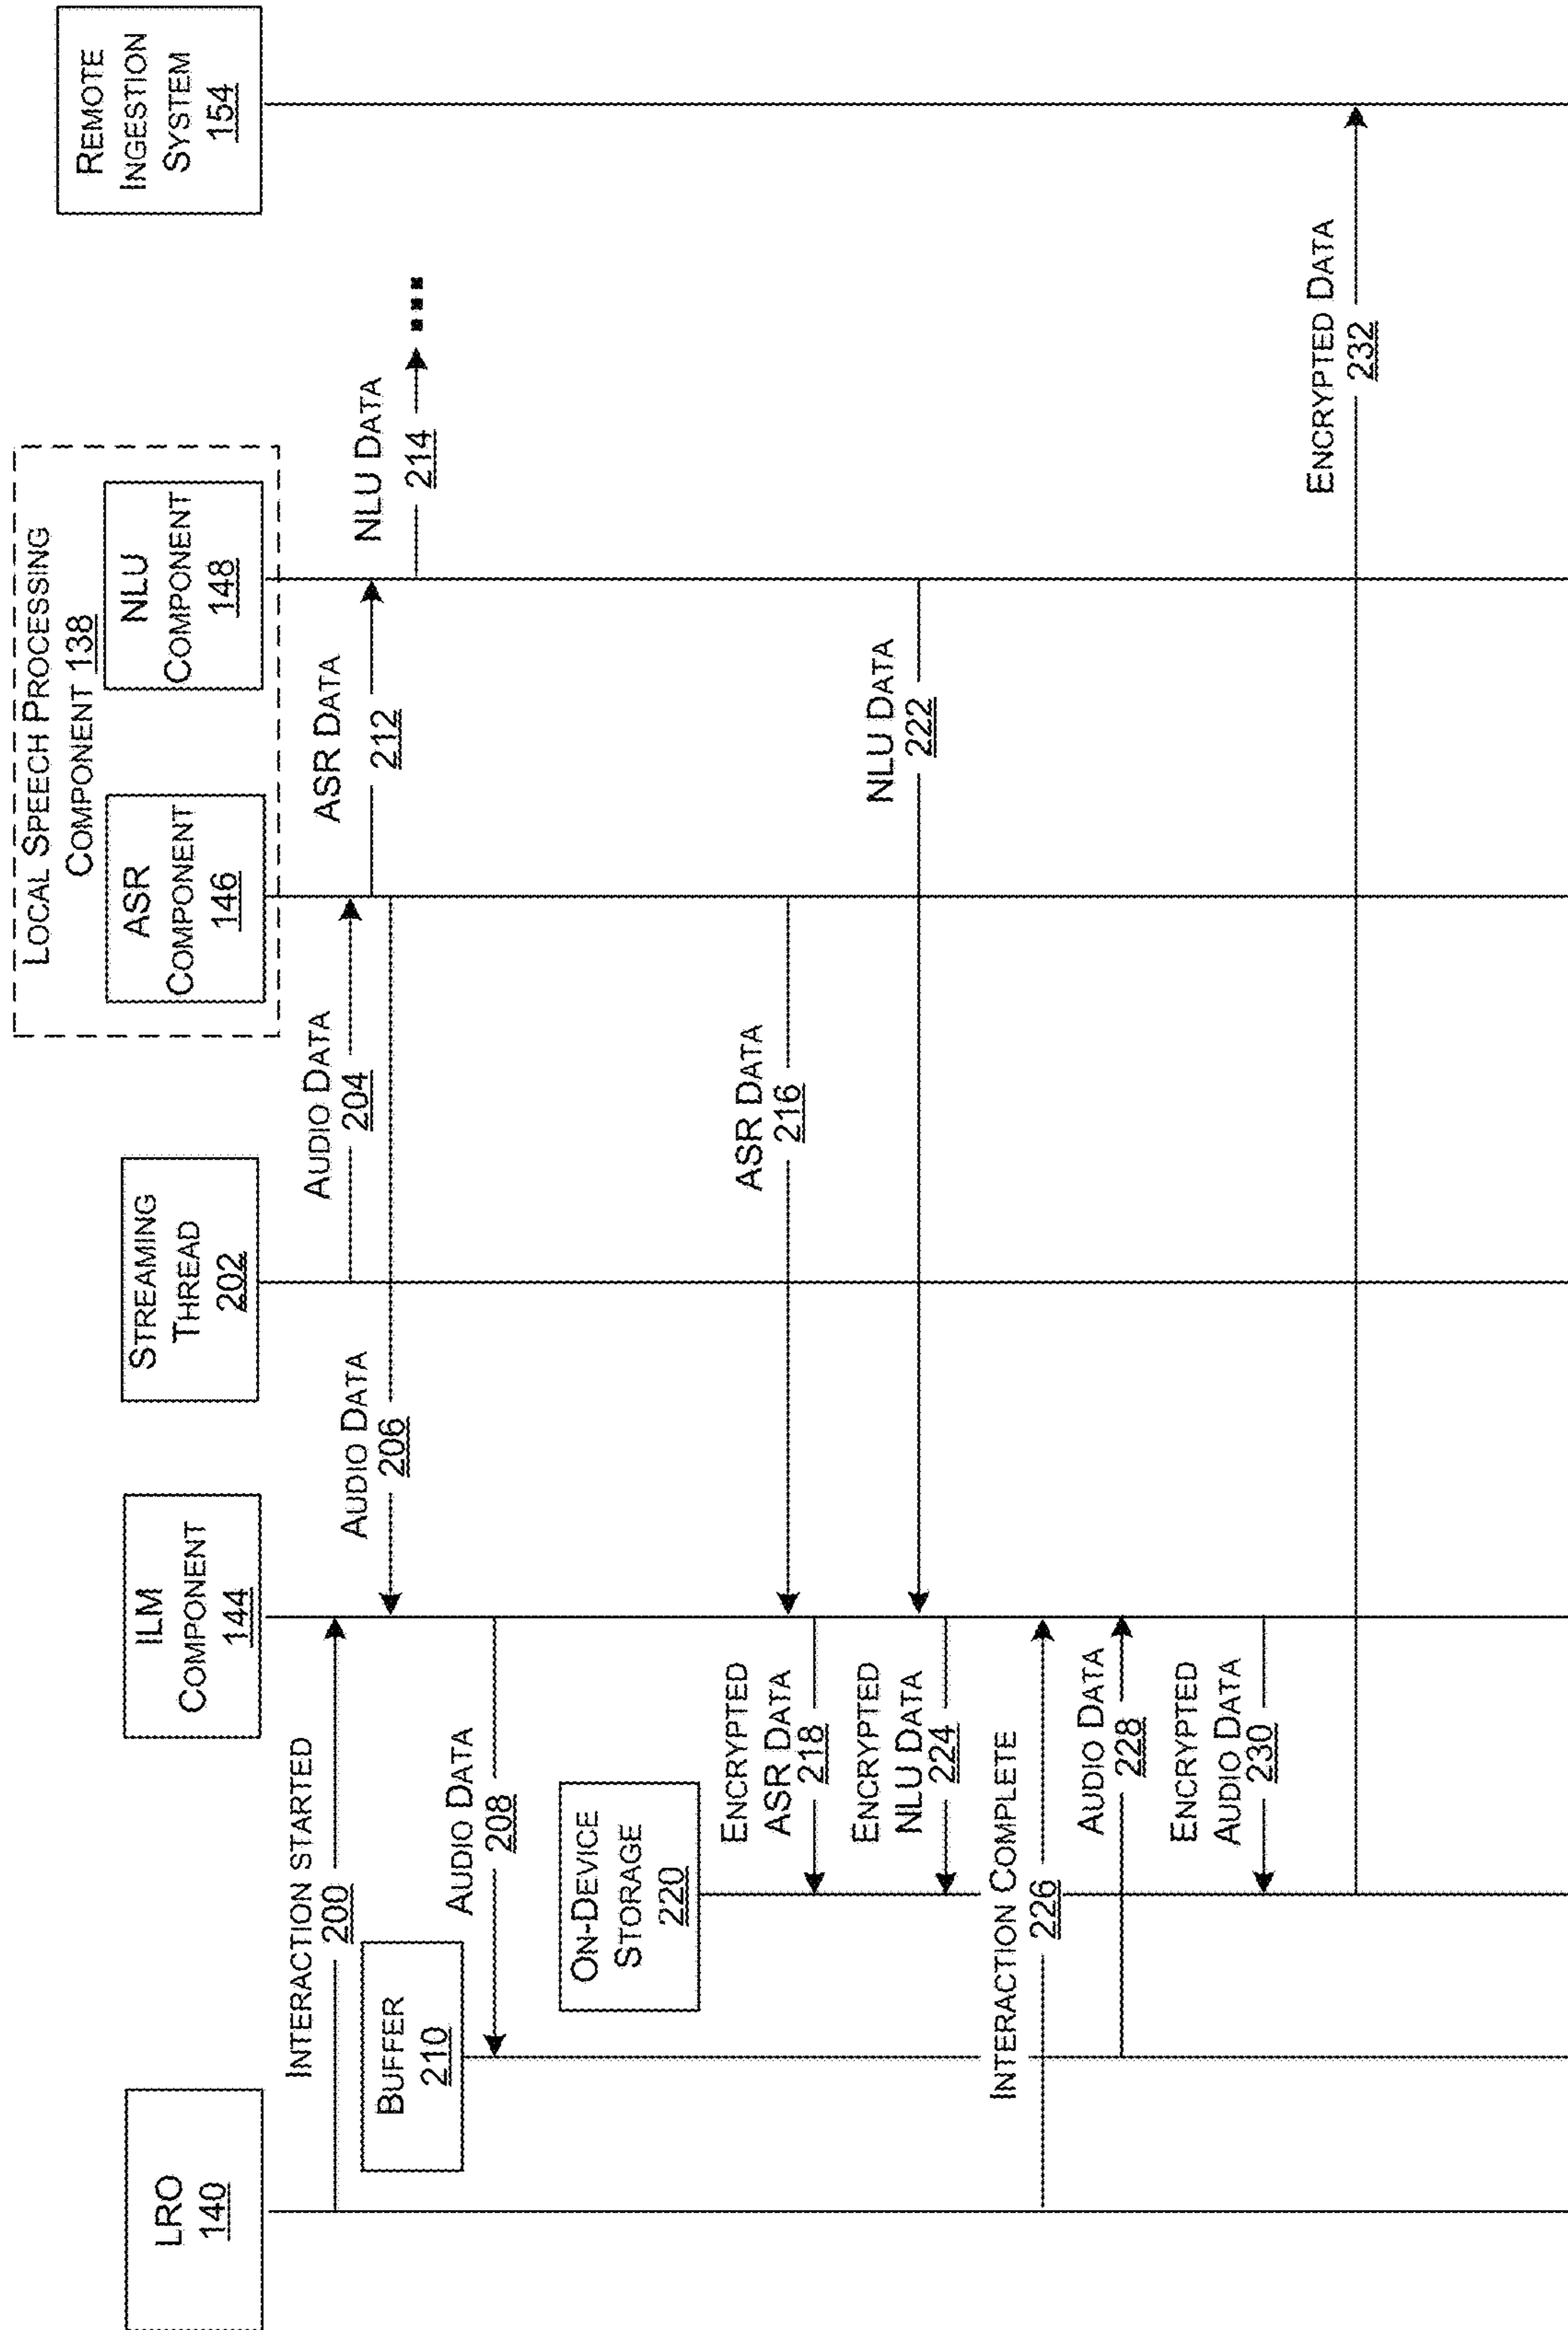 LRO
140
ILM
COMPONENT
144
STREAMING
THREAD
202
LOCAL SPEECH PROCESSING
COMPONENT 138
ASR
COMPONENT
146
NLU
COMPONENT
148
REMOTE
INGESTION
SYSTEM
154
INTERACTION STARTED
200
AUDIO DATA
204
AUDIO DATA
206
ASR DATA
212
NLU DATA
214
BUFFER
210
AUDIO DATA
208
ON-DEVICE
STORAGE
220
ASR DATA
216
ENCRYPTED
ASR DATA
218
NLU DATA
222
ENCRYPTED
NLU DATA
224
INTERACTION COMPLETE
226
AUDIO DATA
228
ENCRYPTED
AUDIO DATA
230
ENCRYPTED DATA
232